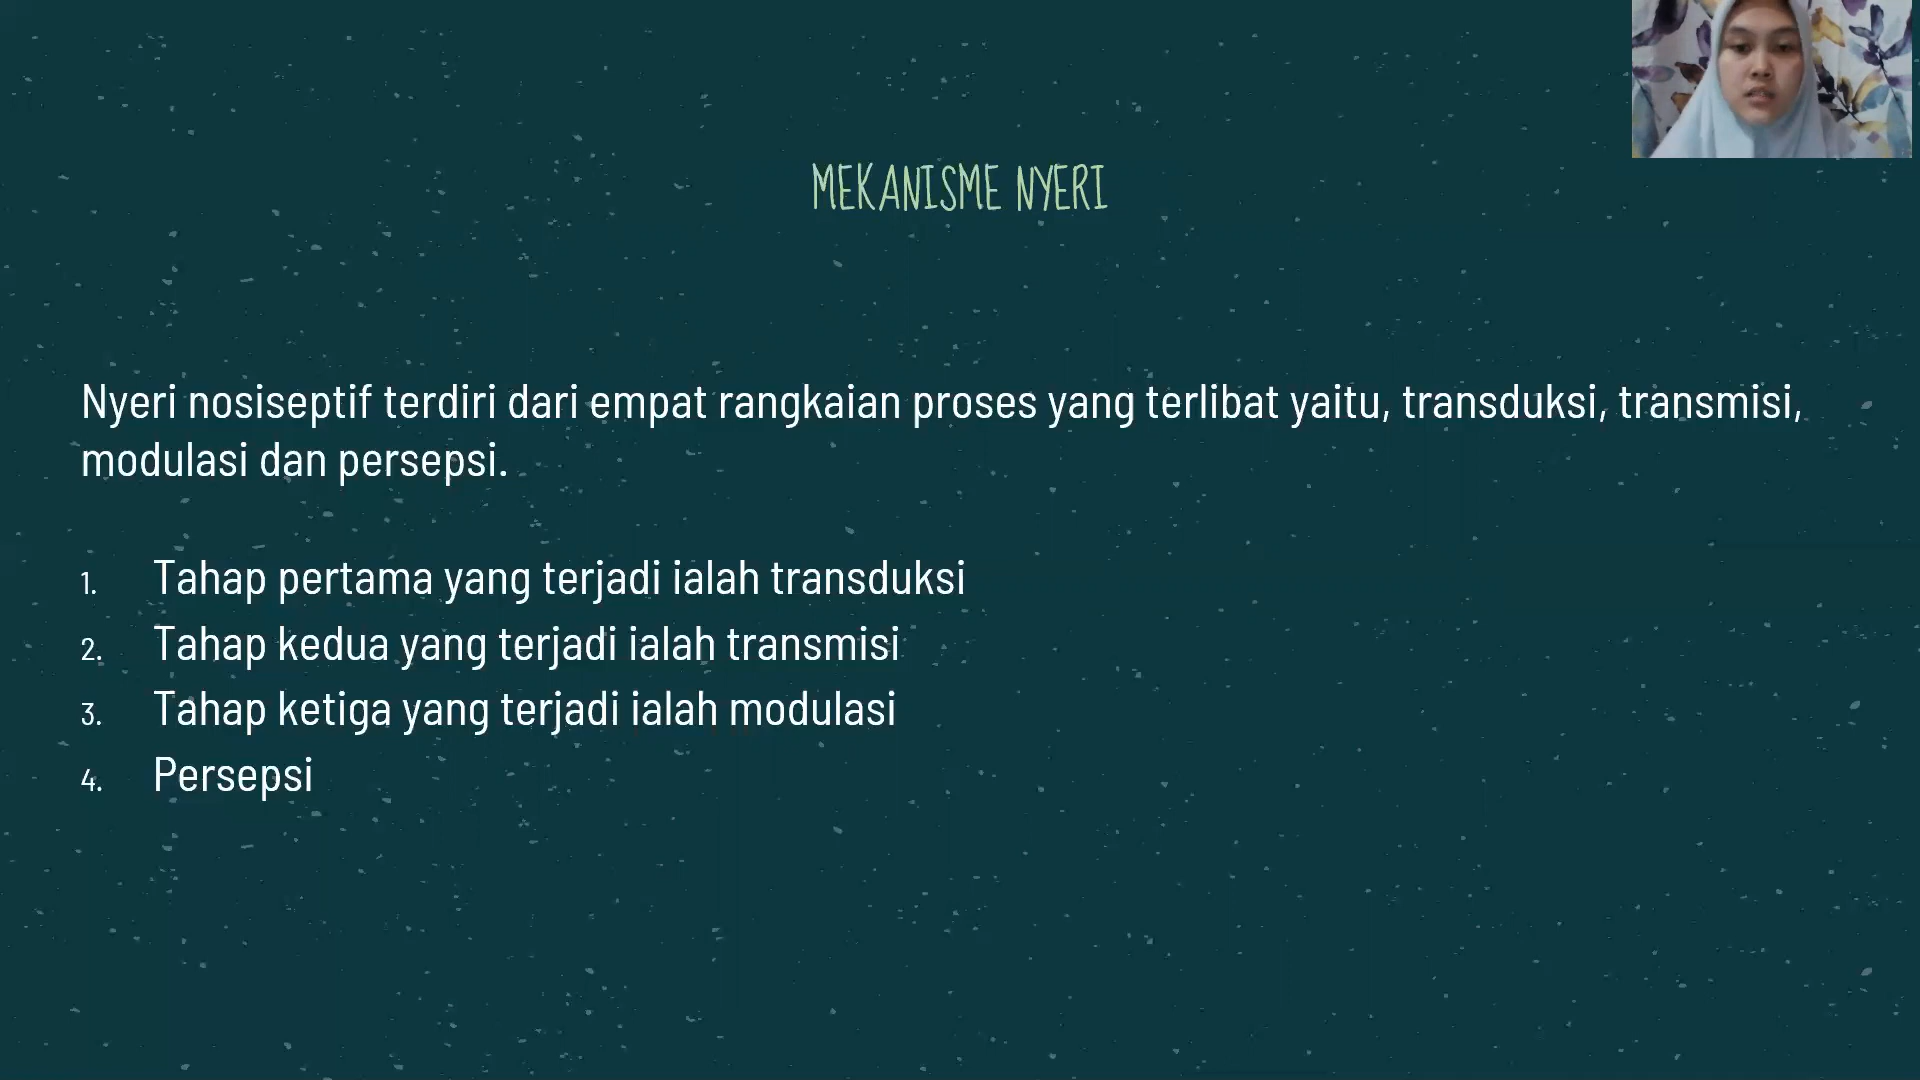 MEKANISME NYERI
Nyeri nosiseptif terdiri dari empat rangkaian proses yang terlibat yaitu, transduksi, transmisi,
modulasi dan persepsi.
1. Tahap pertama yang terjadi ialah transduksi
2. Tahap kedua yang terjadi ialah transmisi
3. Tahap ketiga yang terjadi ialah modulasi
4. Persepsi